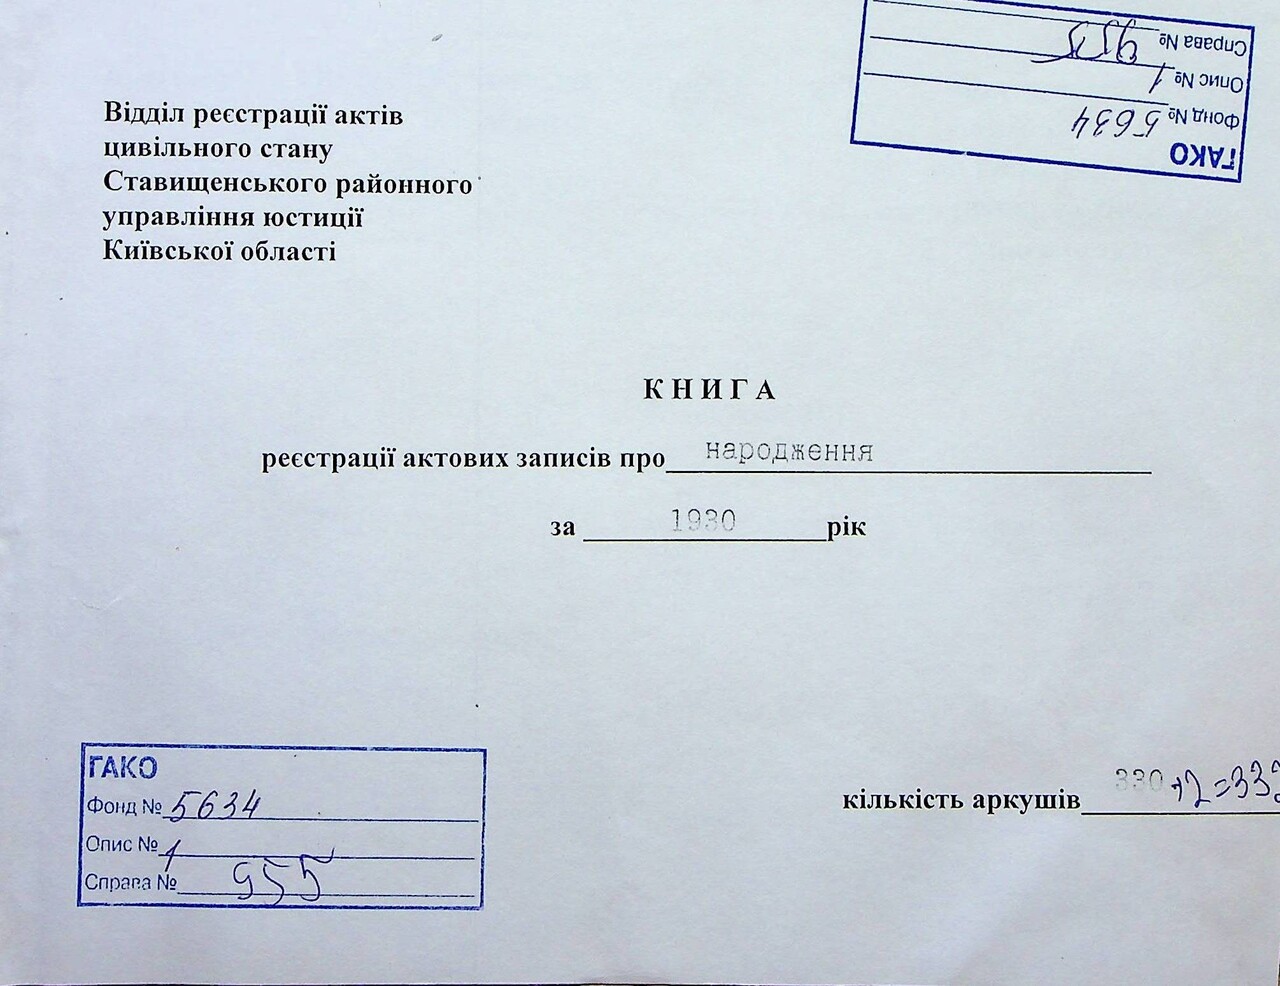 Справа № 955
Опис № 1
Фонд № 5634
ГАКО
Відділ реєстрації актів
цивільного стану
Ставищенського районного
управління юстиції
Київської області
КНИГА
реєстрації актових записів про народження
за 1930 рік
ГАКО
Фонд № 5634
Опис № 1
Справа № 955
кількість аркушів 330 +2=332